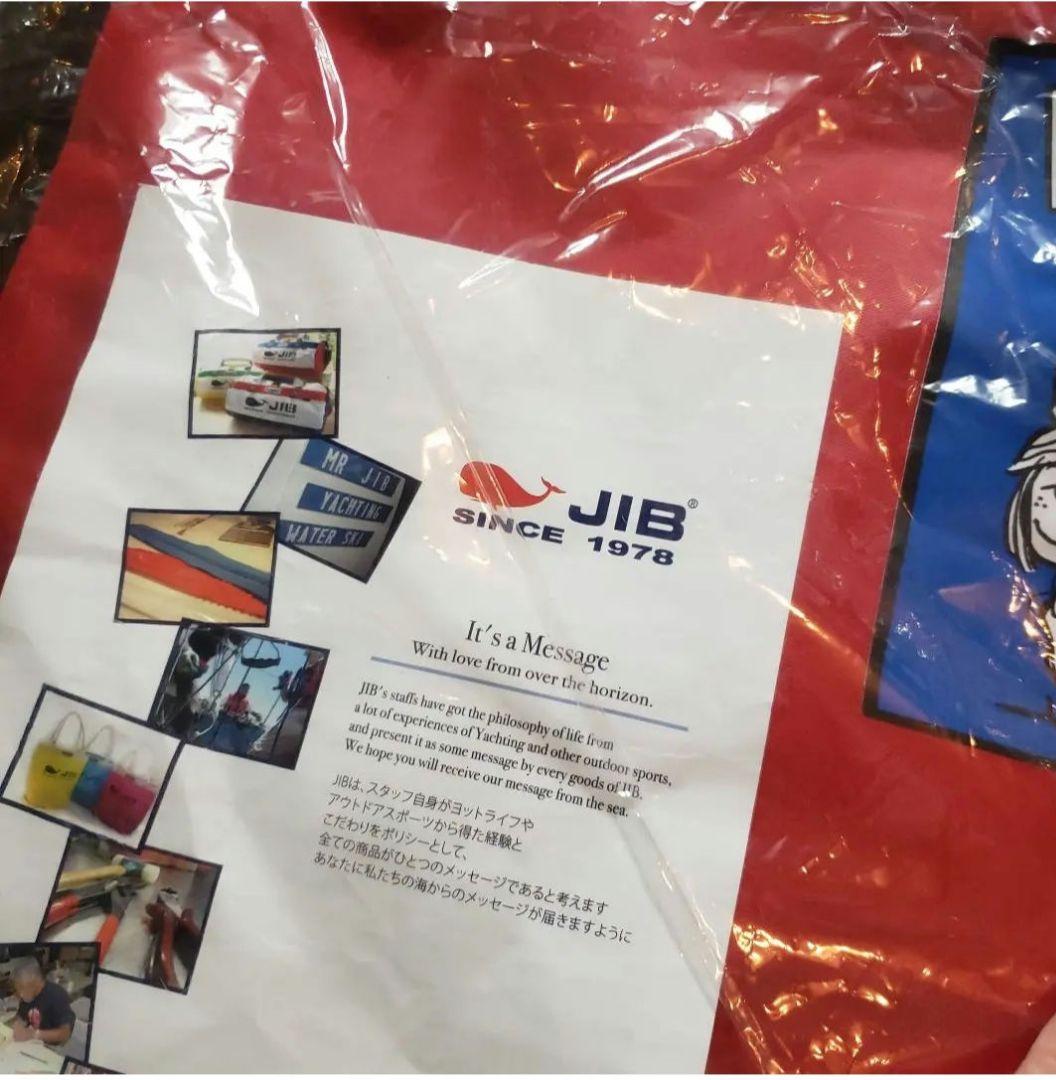 JIB
JIB
MR JIB
YACHTING
WATER SKI
JIB®
SINCE 1978
It's a Message
With love from over the horizon.
JIB's staffs have got the philosophy of life from
a lot of experiences of Yachting and other outdoor sports,
and present it as some message by every goods of JIB.
We hope you will receive our message from the sea.
JIBは、スタッフ自身がヨットライフや
アウトドアスポーツから得た経験と
こだわりをポリシーとして、
全ての商品がひとつのメッセージであると考えます
あなたに私たちの海からのメッセージが届きますように
JIB